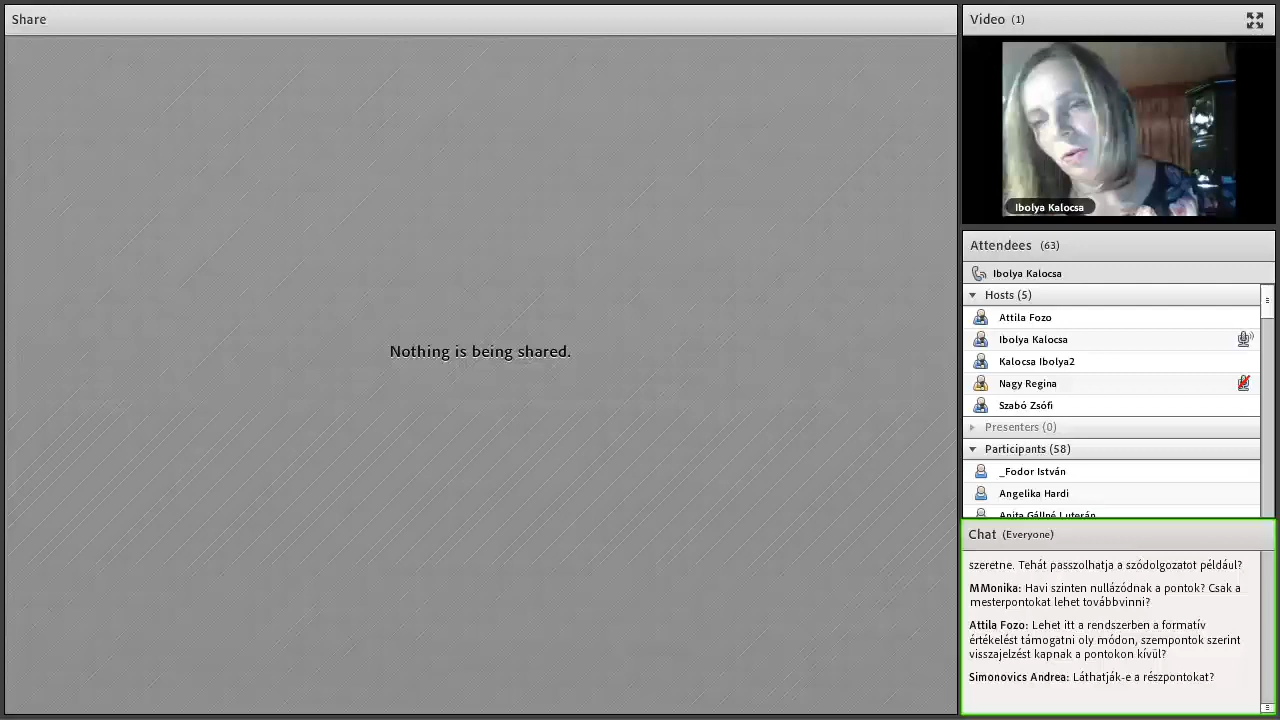 Share
Nothing is being shared.
Video (1)
Ibolya Kalocsa
Attendees (63)
Ibolya Kalocsa
Hosts (5)
Attila Fozo
Ibolya Kalocsa
Kalocsa Ibolya2
Nagy Regina
Szabó Zsófi
Presenters (0)
Participants (58)
_Fodor István
Angelika Hardi
Anita Gállné Luterán
Chat (Everyone)
szeretne. Tehát passzolhatja a szódolgozatot például?
MMonika: Havi szinten nullázódnak a pontok? Csak a
mesterpontokat lehet továbbvinni?
Attila Fozo: Lehet itt a rendszerben a formatív
értékelést támogatni oly módon, szempontok szerint
visszajelzést kapnak a pontokon kívül?
Simonovics Andrea: Láthatják-e a részpontokat?